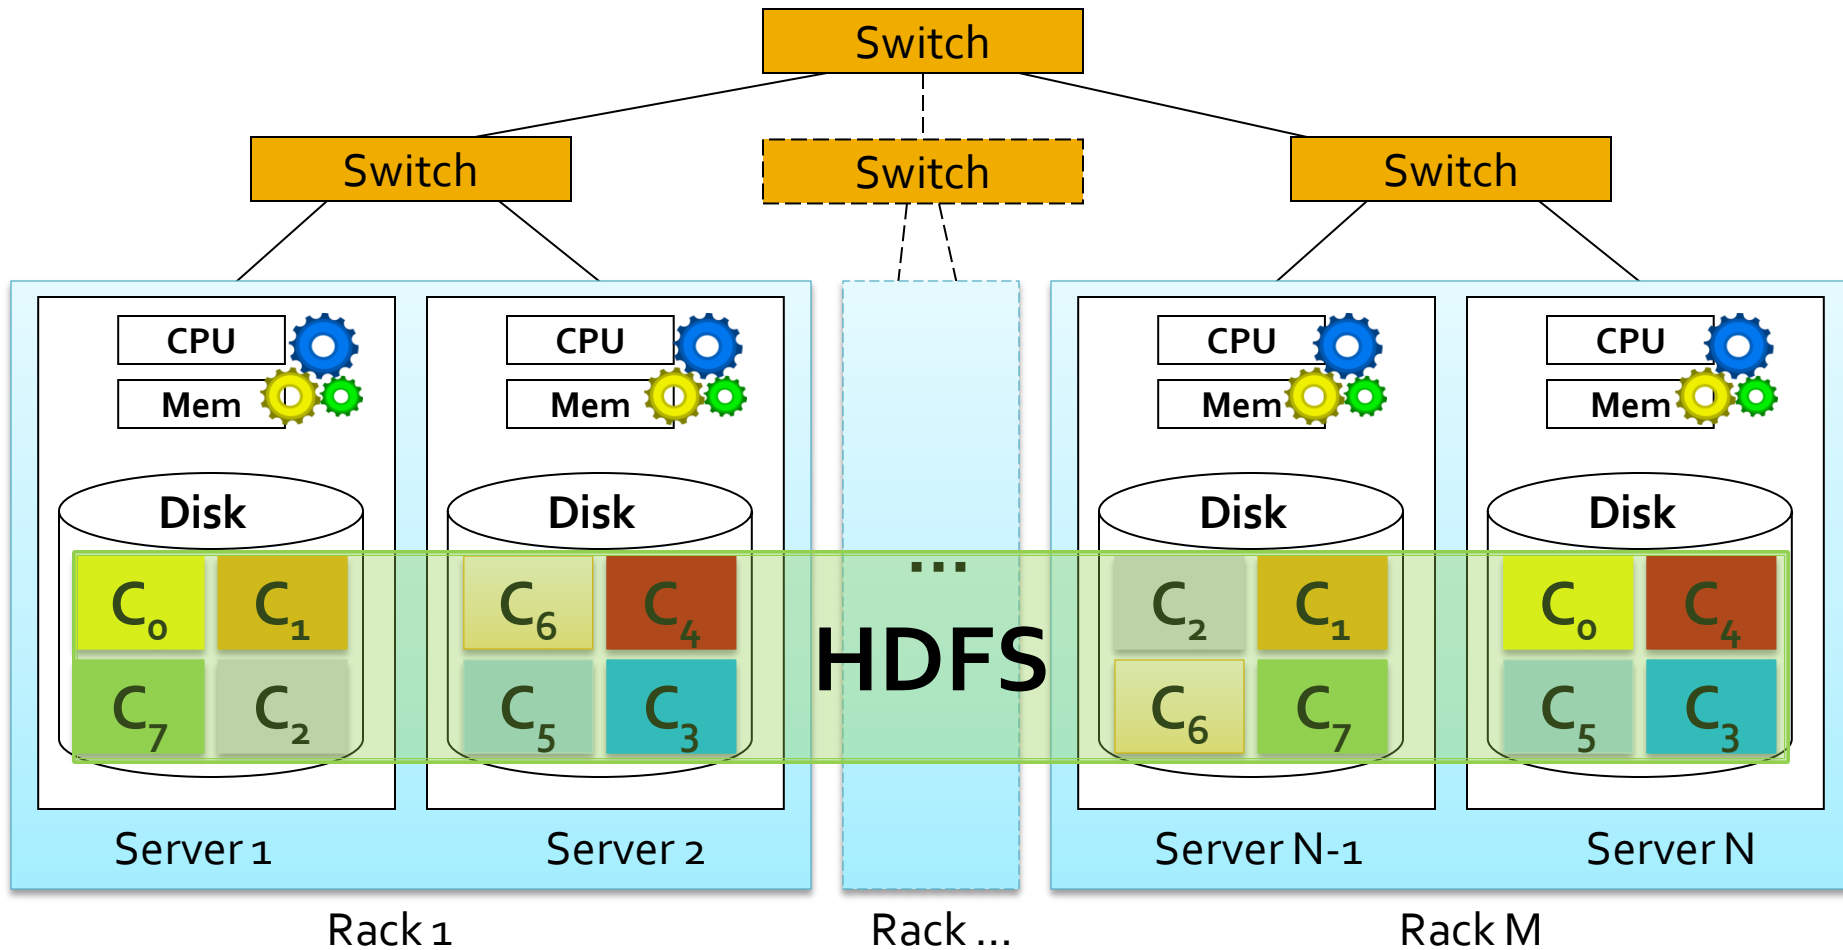 Switch
Switch
Switch
Switch
CPU
Mem
Disk
C0
C1
C7
C2
Server 1
CPU
Mem
Disk
C6
C4
C5
C3
Server 2
Rack 1
...
HDFS
Rack ...
CPU
Mem
Disk
C2
C1
C6
C7
Server N-1
CPU
Mem
Disk
C0
C4
C5
C3
Server N
Rack M